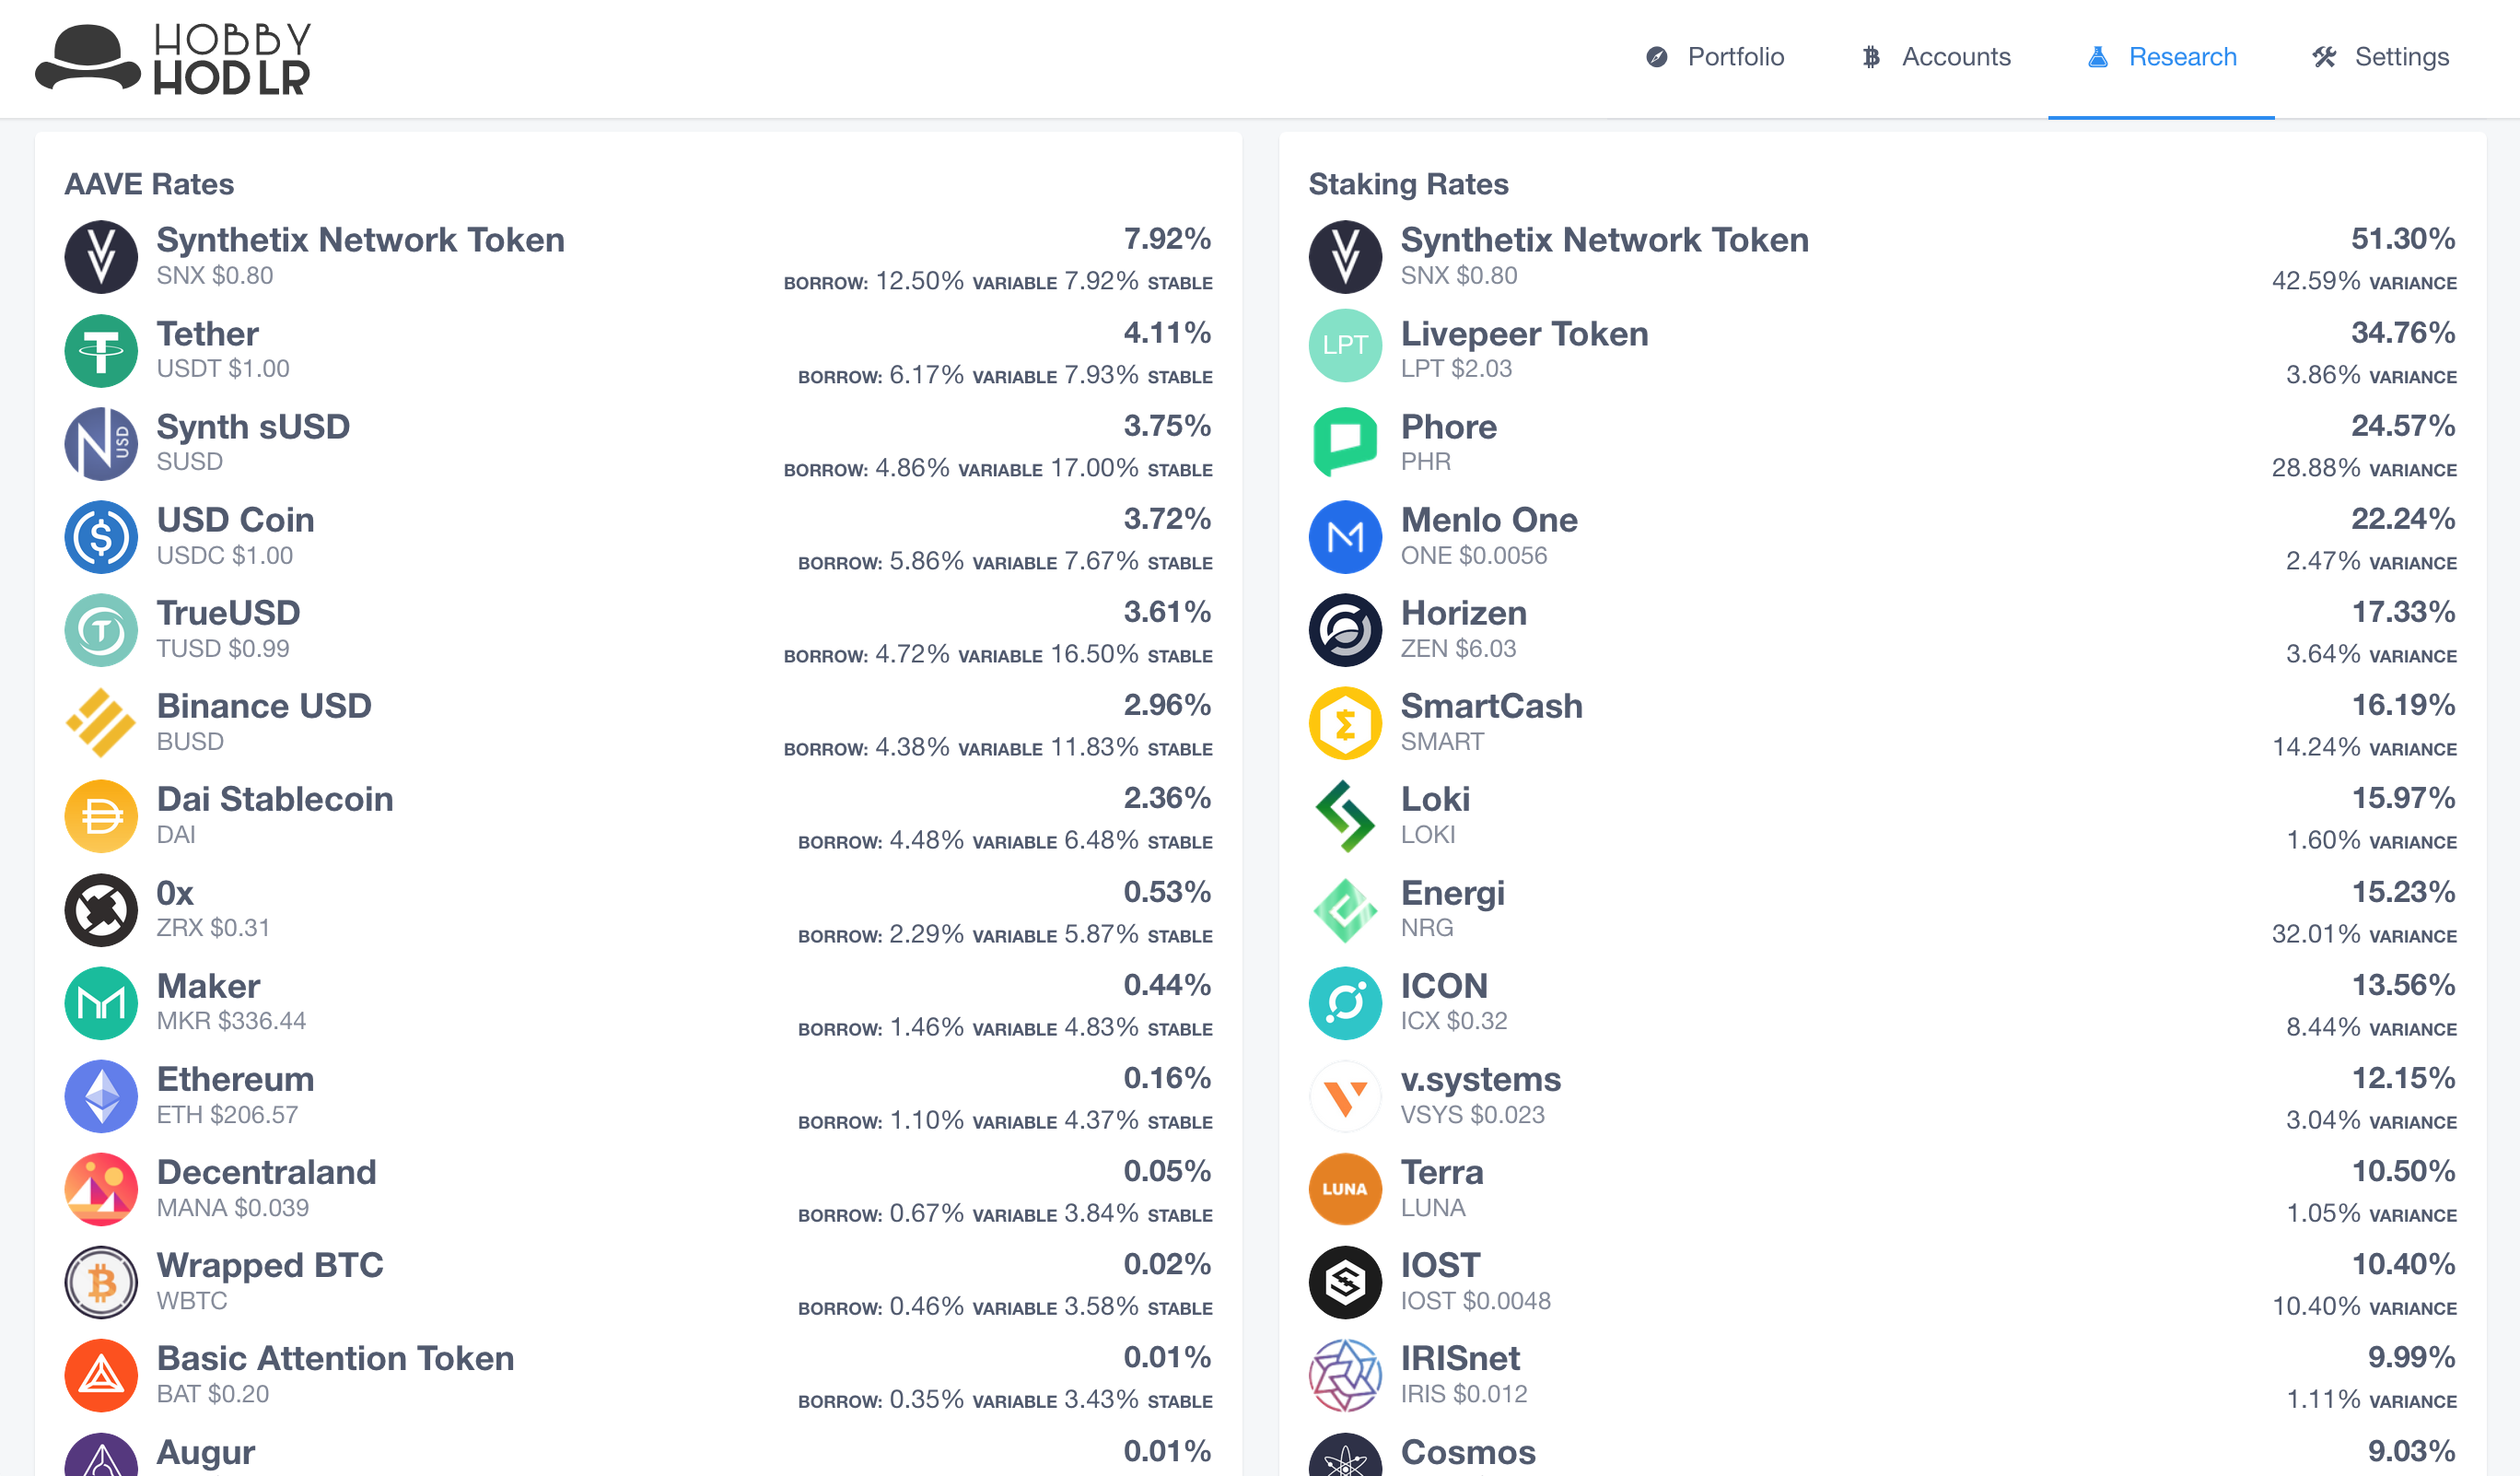 HOBBY
HODLR
Portfolio
Accounts
Research
Settings
AAVE Rates
Synthetix Network Token
7.92%
SNX $0.80
BORROW: 12.50% VARIABLE 7.92% STABLE
Tether
4.11%
USDT $1.00
BORROW: 6.17% VARIABLE 7.93% STABLE
USD
Synth sUSD
3.75%
SUSD
BORROW: 4.86% VARIABLE 17.00% STABLE
USD Coin
3.72%
USDC $1.00
BORROW: 5.86% VARIABLE 7.67% STABLE
TrueUSD
3.61%
TUSD $0.99
BORROW: 4.72% VARIABLE 16.50% STABLE
Binance USD
2.96%
BUSD
BORROW: 4.38% VARIABLE 11.83% STABLE
Dai Stablecoin
2.36%
DAI
BORROW: 4.48% VARIABLE 6.48% STABLE
0x
0.53%
ZRX $0.31
BORROW: 2.29% VARIABLE 5.87% STABLE
Maker
0.44%
MKR $336.44
BORROW: 1.46% VARIABLE 4.83% STABLE
Ethereum
0.16%
ETH $206.57
BORROW: 1.10% VARIABLE 4.37% STABLE
Decentraland
0.05%
MANA $0.039
BORROW: 0.67% VARIABLE 3.84% STABLE
Wrapped BTC
0.02%
WBTC
BORROW: 0.46% VARIABLE 3.58% STABLE
Basic Attention Token
0.01%
BAT $0.20
BORROW: 0.35% VARIABLE 3.43% STABLE
Augur
0.01%
Staking Rates
Synthetix Network Token
51.30%
SNX $0.80
42.59% VARIANCE
LPT
Livepeer Token
34.76%
LPT $2.03
3.86% VARIANCE
Phore
24.57%
PHR
28.88% VARIANCE
Menlo One
22.24%
ONE $0.0056
2.47% VARIANCE
Horizen
17.33%
ZEN $6.03
3.64% VARIANCE
SmartCash
16.19%
SMART
14.24% VARIANCE
Loki
15.97%
LOKI
1.60% VARIANCE
Energi
15.23%
NRG
32.01% VARIANCE
ICON
13.56%
ICX $0.32
8.44% VARIANCE
v.systems
12.15%
VSYS $0.023
3.04% VARIANCE
LUNA
Terra
10.50%
LUNA
1.05% VARIANCE
IOST
10.40%
IOST $0.0048
10.40% VARIANCE
IRISnet
9.99%
IRIS $0.012
1.11% VARIANCE
Cosmos
9.03%